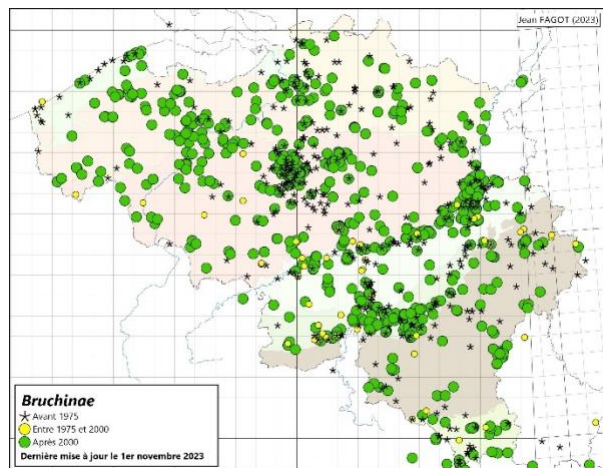 Jean FAGOT (2023)
Bruchinae
Avant 1975
Entre 1975 et 2000
Après 2000
Dernière mise à jour le 1er novembre 2023